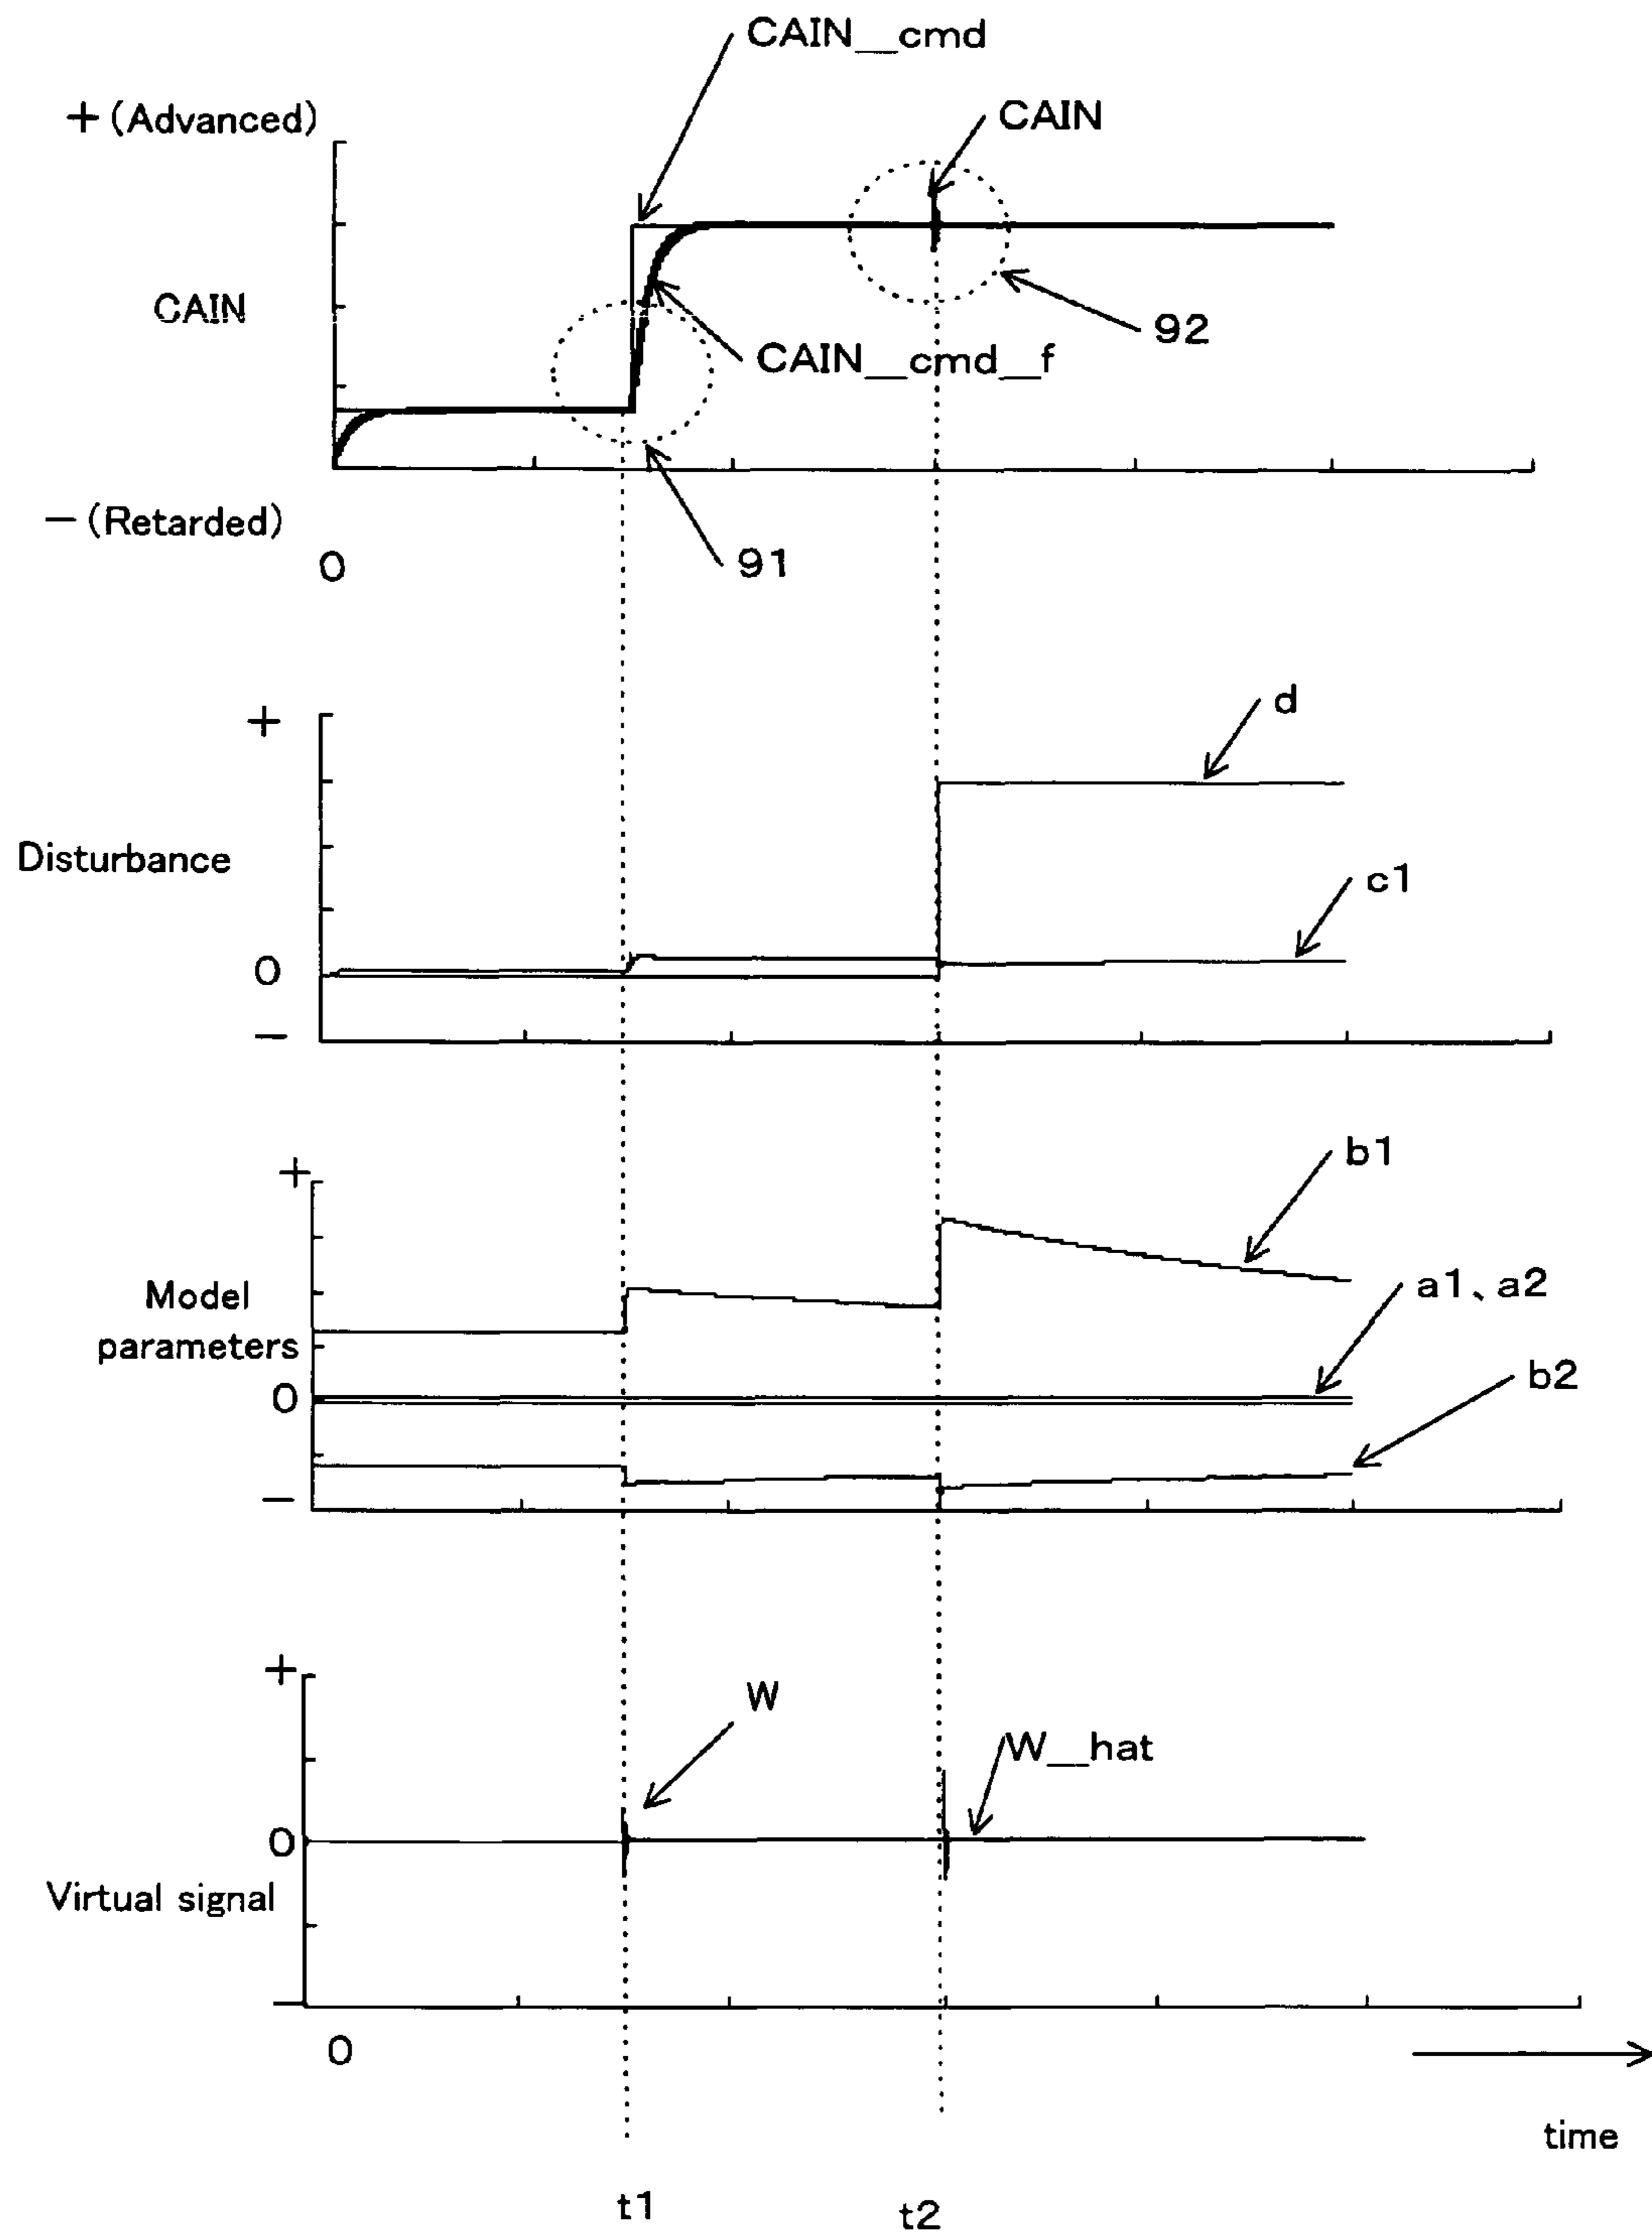 CAIN__cmd
+(Advanced)
CAIN
CAIN
92
CAIN__cmd__f
−(Retarded)
0
91
+
d
Disturbance
c1
0
−
+
b1
Model
parameters
a1、a2
0
b2
−
+
W
W__hat
0
Virtual signal
−
0
time
t1
t2